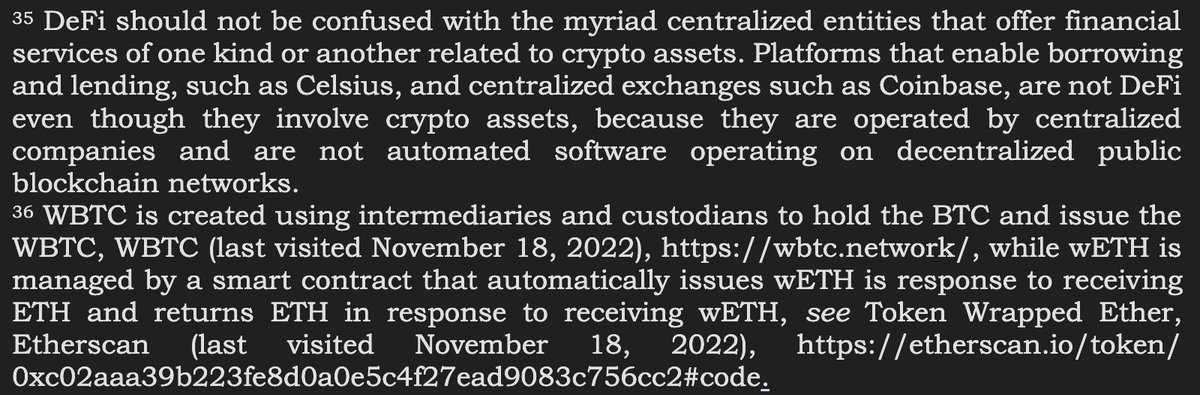 35 DeFi should not be confused with the myriad centralized entities that offer financial
services of one kind or another related to crypto assets. Platforms that enable borrowing
and lending, such as Celsius, and centralized exchanges such as Coinbase, are not DeFi
even though they involve crypto assets, because they are operated by centralized
companies and are not automated software operating on decentralized public
blockchain networks.
36 WBTC is created using intermediaries and custodians to hold the BTC and issue the
WBTC, WBTC (last visited November 18, 2022), https://wbtc.network/, while wETH is
managed by a smart contract that automatically issues wETH is response to receiving
ETH and returns ETH in response to receiving wETH, see Token Wrapped Ether,
Etherscan (last visited November 18, 2022), https://etherscan.io/token/
0xc02aaa39b223fe8d0a0e5c4f27ead9083c756cc2#code.